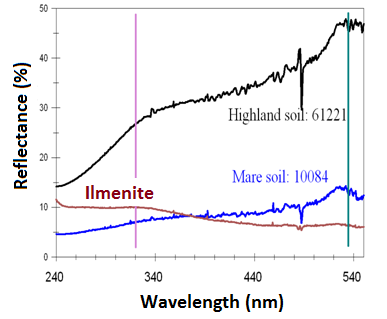 50
40
30
20
10
0
Reflectance (%)
Highland soil: 61221
Mare soil: 10084
Ilmenite
240 340 440 540
Wavelength (nm)